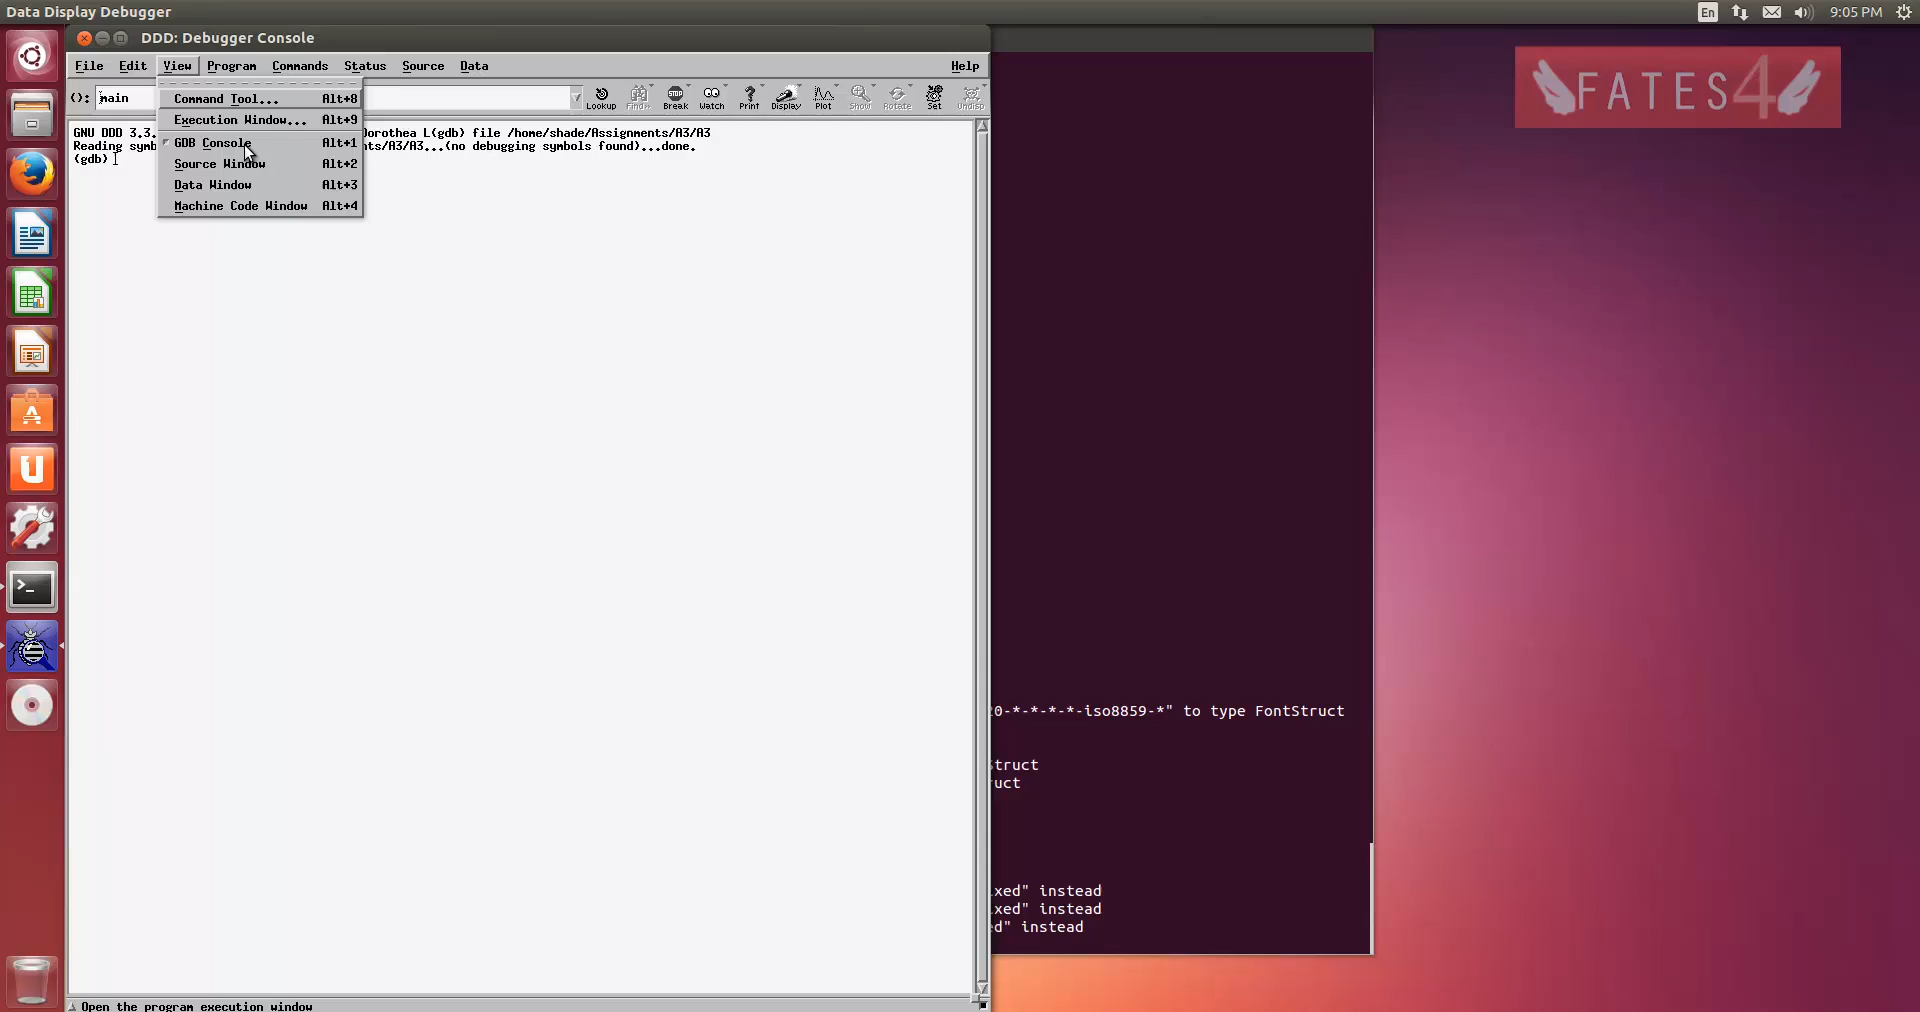 Data Display Debugger
En
9:05 PM
DDD: Debugger Console
File Edit View Program Commands Status Source Data Help
(): main
Lookup Find>> Break Watch Print Display Plot Show Rotate Set Undisp
Command Tool... Alt+8
Execution Window... Alt+9
GDB Console Alt+1
Source Window Alt+2
Data Window Alt+3
Machine Code Window Alt+4
GNU DDD 3.3. Dorothea L(gdb) file /home/shade/Assignments/A3/A3
Reading symb nts/A3/A3...(no debugging symbols found)...done.
(gdb)
FATES4
20-*-*-*-*-iso8859-*" to type FontStruct
Struct
uct
xed" instead
xed" instead
ed" instead
Open the program execution window